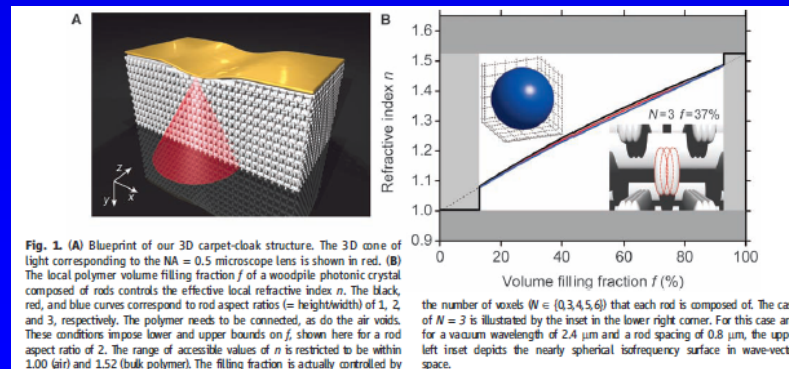 A
z
x
y
B
Refractive index n
1.6
1.5
1.4
1.3
1.2
1.1
1.0
0.9
N=3 f=37%
0 20 40 60 80 100
Volume filling fraction f (%)
Fig. 1. (A) Blueprint of our 3D carpet-cloak structure. The 3D cone of
light corresponding to the NA = 0.5 microscope lens is shown in red. (B)
The local polymer volume filling fraction f of a woodpile photonic crystal
composed of rods controls the effective local refractive index n. The black,
red, and blue curves correspond to rod aspect ratios (= height/width) of 1, 2,
and 3, respectively. The polymer needs to be connected, as do the air voids.
These conditions impose lower and upper bounds on f, shown here for a rod
aspect ratio of 2. The range of accessible values of n is restricted to be within
1.00 (air) and 1.52 (bulk polymer). The filling fraction is actually controlled by
the number of voxels (N ∈ {0,3,4,5,6}) that each rod is composed of. The cas
of N = 3 is illustrated by the inset in the lower right corner. For this case an
for a vacuum wavelength of 2.4 μm and a rod spacing of 0.8 μm, the uppe
left inset depicts the nearly spherical isofrequency surface in wave-vecto
space.